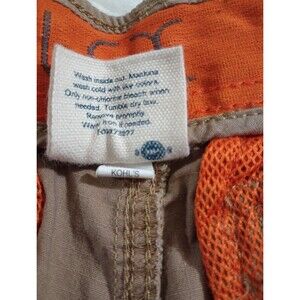 Wash inside out. Machine
wash cold with like colors.
Only non-chlorine bleach when
needed. Tumble dry low.
Remove promptly.
Warm iron if needed.
KOHL'S